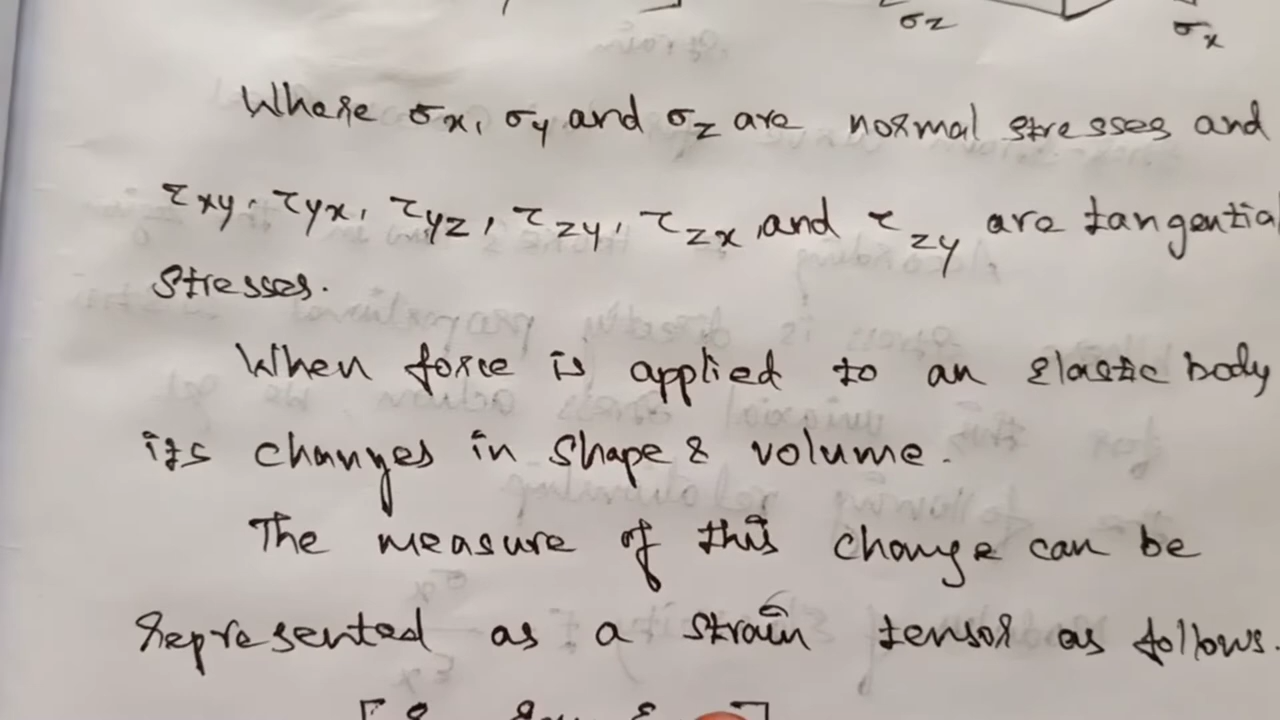 σz σx
Where σx, σy and σz are normal stresses and
τxy, τyx, τyz, τzy, τzx, and τzy are tangential
stresses.
When force is applied to an elastic body
its changes in shape & volume.
The measure of this change can be
represented as a strain tensor as follows.